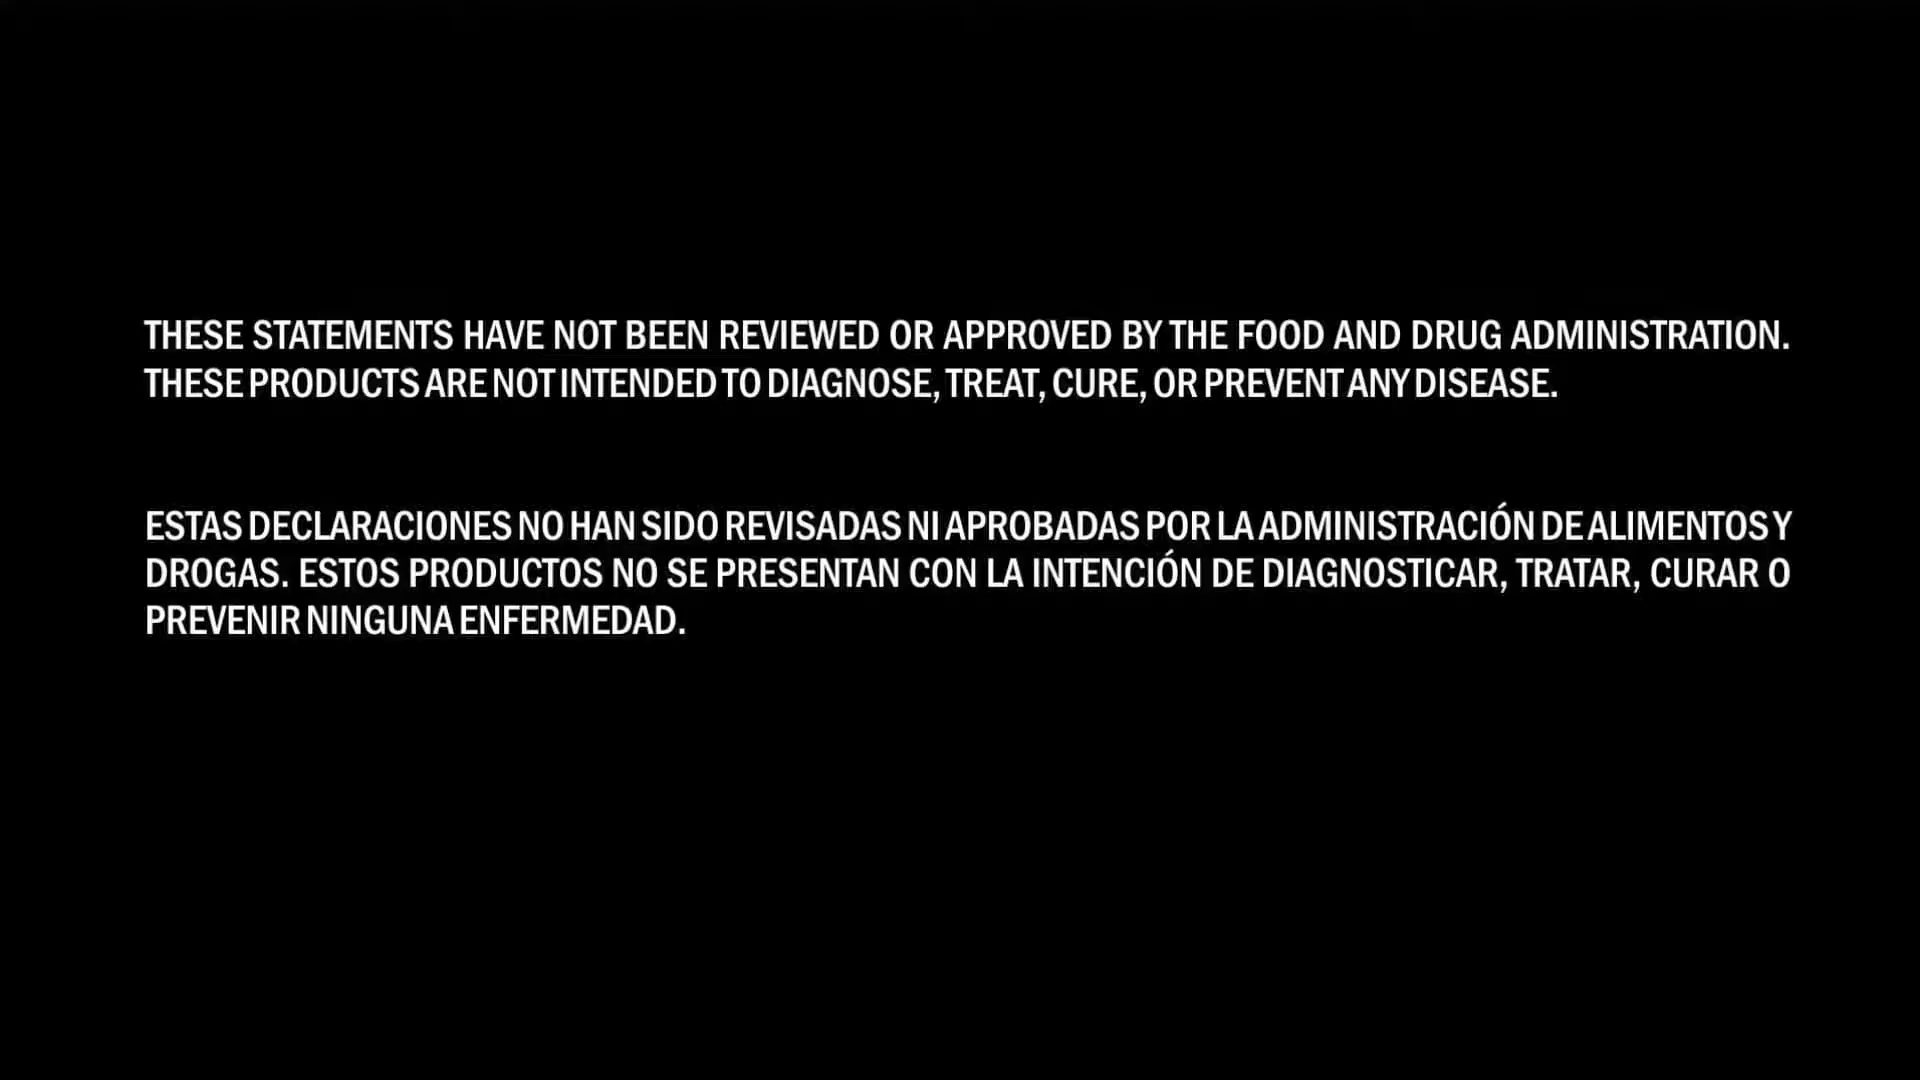 THESE STATEMENTS HAVE NOT BEEN REVIEWED OR APPROVED BY THE FOOD AND DRUG ADMINISTRATION.
THESE PRODUCTS ARE NOT INTENDED TO DIAGNOSE, TREAT, CURE, OR PREVENT ANY DISEASE.
ESTAS DECLARACIONES NO HAN SIDO REVISADAS NI APROBADAS POR LA ADMINISTRACIÓN DE ALIMENTOS Y
DROGAS. ESTOS PRODUCTOS NO SE PRESENTAN CON LA INTENCIÓN DE DIAGNOSTICAR, TRATAR, CURAR O
PREVENIR NINGUNA ENFERMEDAD.